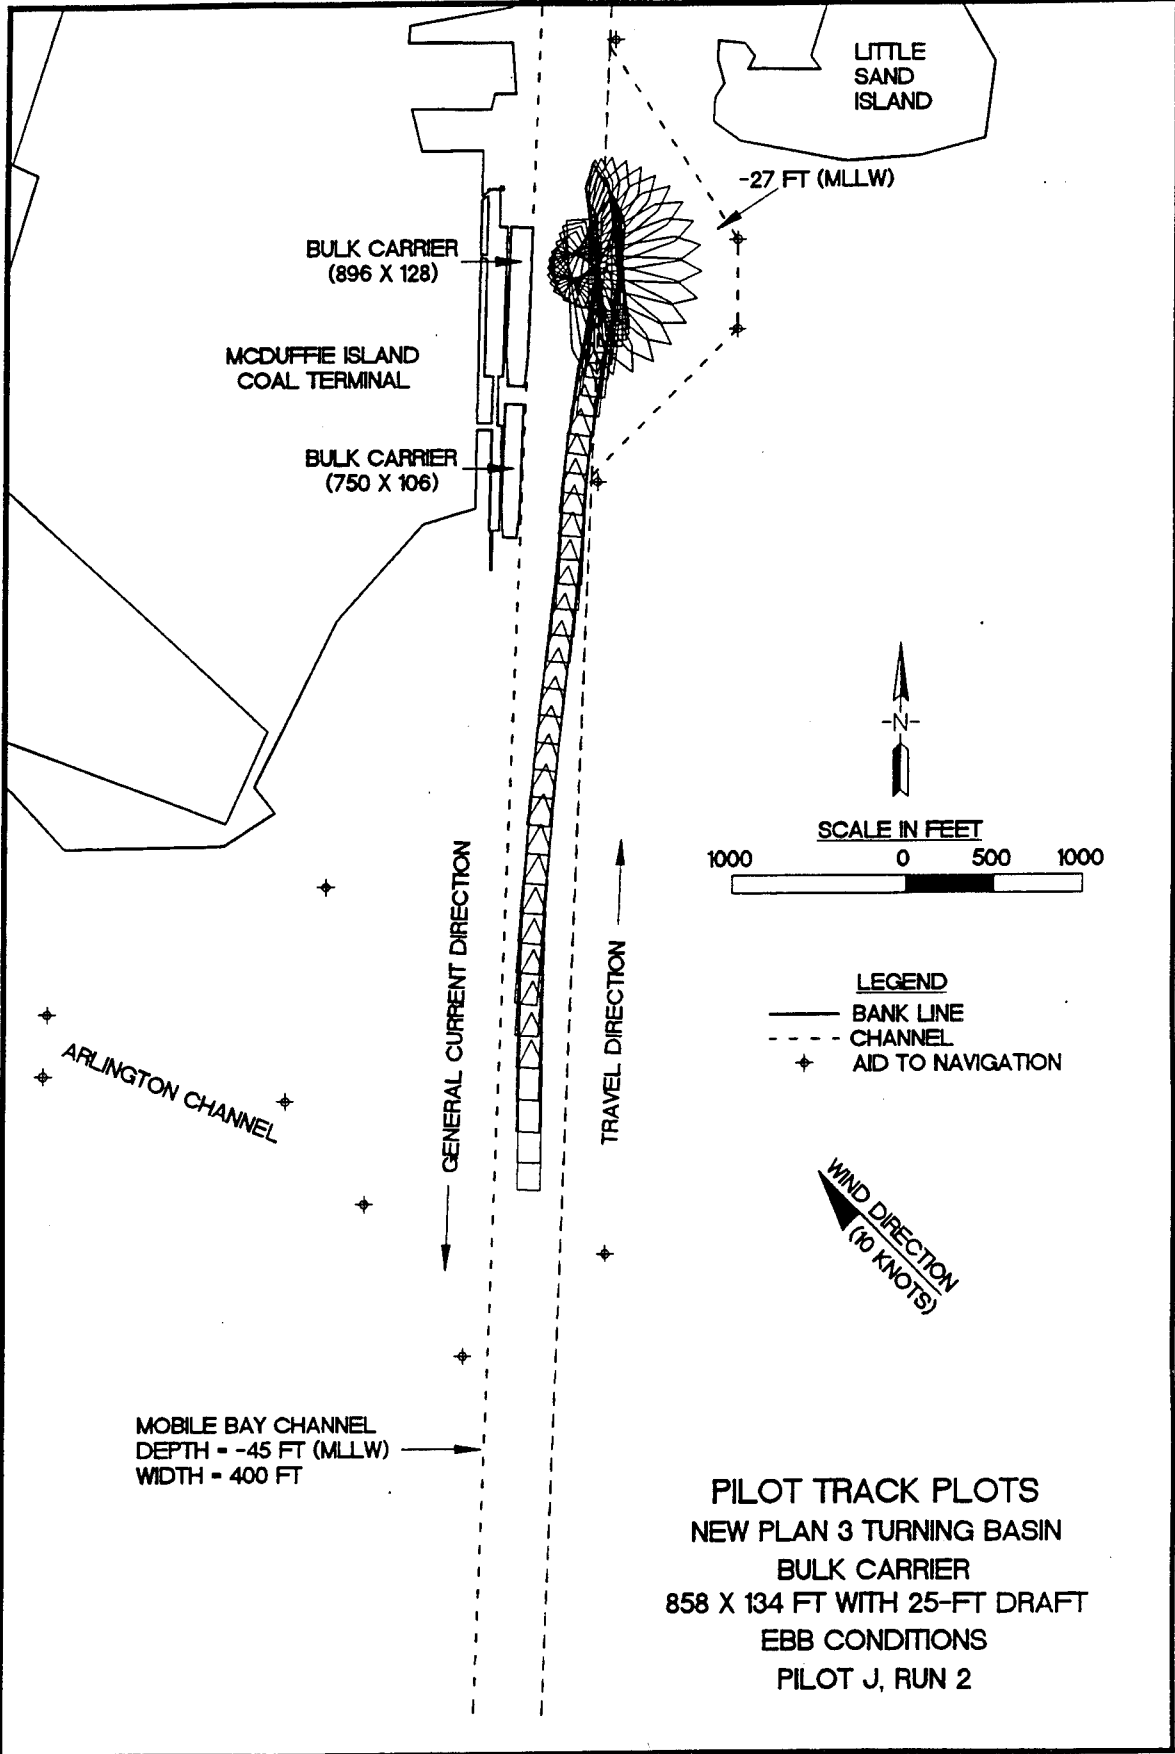 LITTLE
SAND
ISLAND
-27 FT (MLLW)
BULK CARRIER
(896 X 128)
MCDUFFIE ISLAND
COAL TERMINAL
BULK CARRIER
(750 X 106)
-N-
SCALE IN FEET
1000 0 500 1000
GENERAL CURRENT DIRECTION
TRAVEL DIRECTION
LEGEND
BANK LINE
CHANNEL
AID TO NAVIGATION
ARLINGTON CHANNEL
WIND DIRECTION
(10 KNOTS)
MOBILE BAY CHANNEL
DEPTH = -45 FT (MLLW)
WIDTH = 400 FT
PILOT TRACK PLOTS
NEW PLAN 3 TURNING BASIN
BULK CARRIER
858 X 134 FT WITH 25-FT DRAFT
EBB CONDITIONS
PILOT J, RUN 2